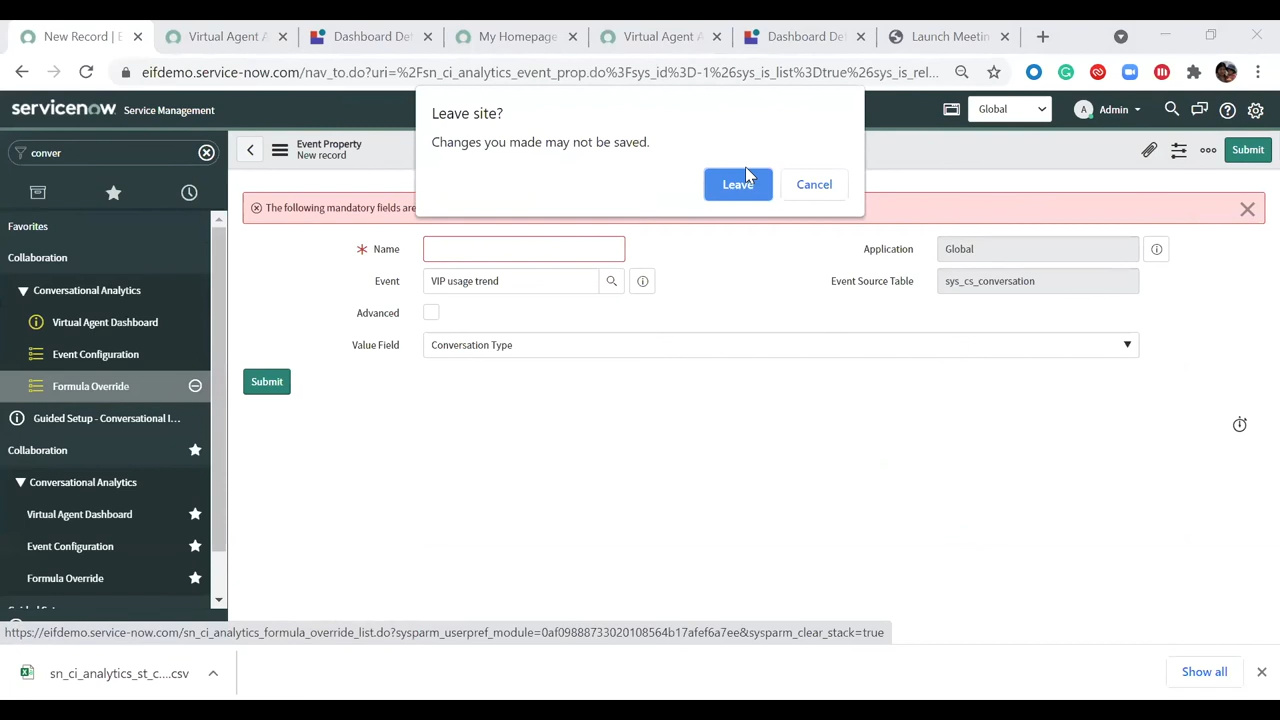 New Record | E
Virtual Agent A
Dashboard Def
My Homepage
Virtual Agent A
Dashboard Def
Launch Meetin
eifdemo.service-now.com/nav_to.do?uri=%2Fsn_ci_analytics_event_prop.do%3Fsys_id%3D-1%26sys_is_list%3Dtrue%26sys_is_rel...
servicenow Service Management
Global
Admin
Leave site?
Changes you made may not be saved.
Leave
Cancel
conver
Event Property
New record
Submit
The following mandatory fields are
Favorites
Collaboration
Conversational Analytics
Virtual Agent Dashboard
Event Configuration
Formula Override
Guided Setup - Conversational I...
Collaboration
Conversational Analytics
Virtual Agent Dashboard
Event Configuration
Formula Override
Name
Application
Global
Event
VIP usage trend
Event Source Table
sys_cs_conversation
Advanced
Value Field
Conversation Type
Submit
https://eifdemo.service-now.com/sn_ci_analytics_formula_override_list.do?sysparm_userpref_module=0af09888733020108564b17afef6a7ee&sysparm_clear_stack=true
sn_ci_analytics_st_c....csv
Show all